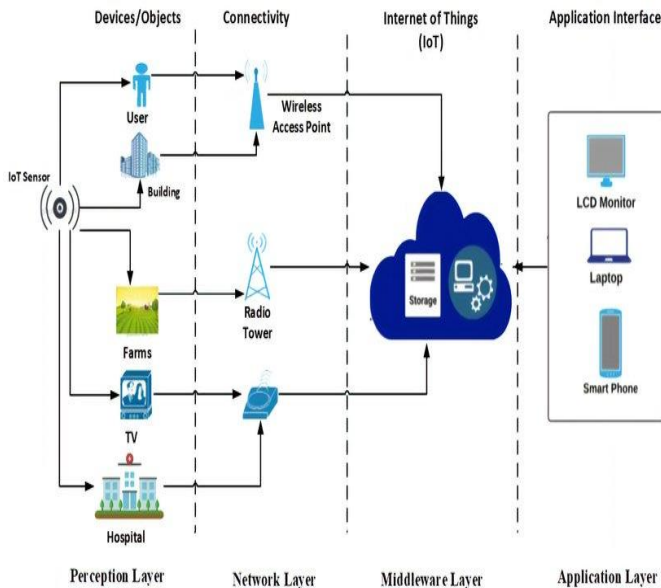 Devices/Objects
Connectivity
Internet of Things
(IoT)
Application Interface
User
Wireless
Access Point
IoT Sensor
Building
LCD Monitor
Storage
Laptop
Farms
Radio
Tower
Smart Phone
TV
Hospital
Perception Layer
Network Layer
Middleware Layer
Application Layer